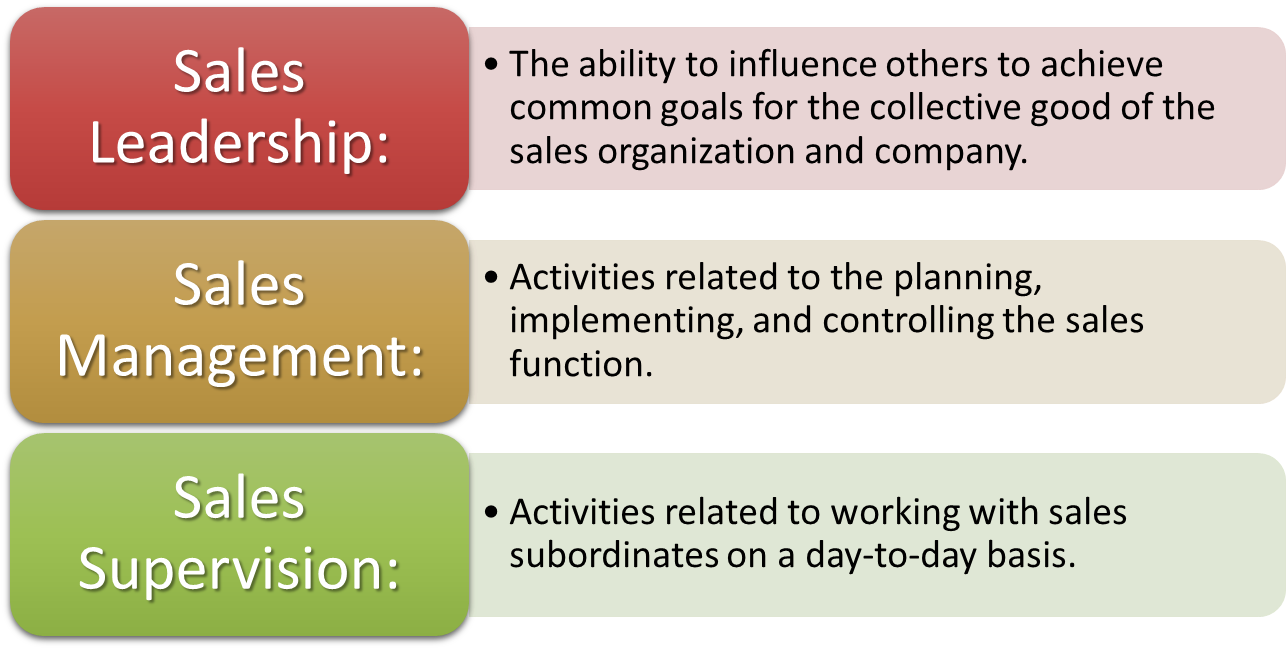 Sales
Leadership:
• The ability to influence others to achieve
common goals for the collective good of the
sales organization and company.
Sales
Management:
• Activities related to the planning,
implementing, and controlling the sales
function.
Sales
Supervision:
• Activities related to working with sales
subordinates on a day-to-day basis.